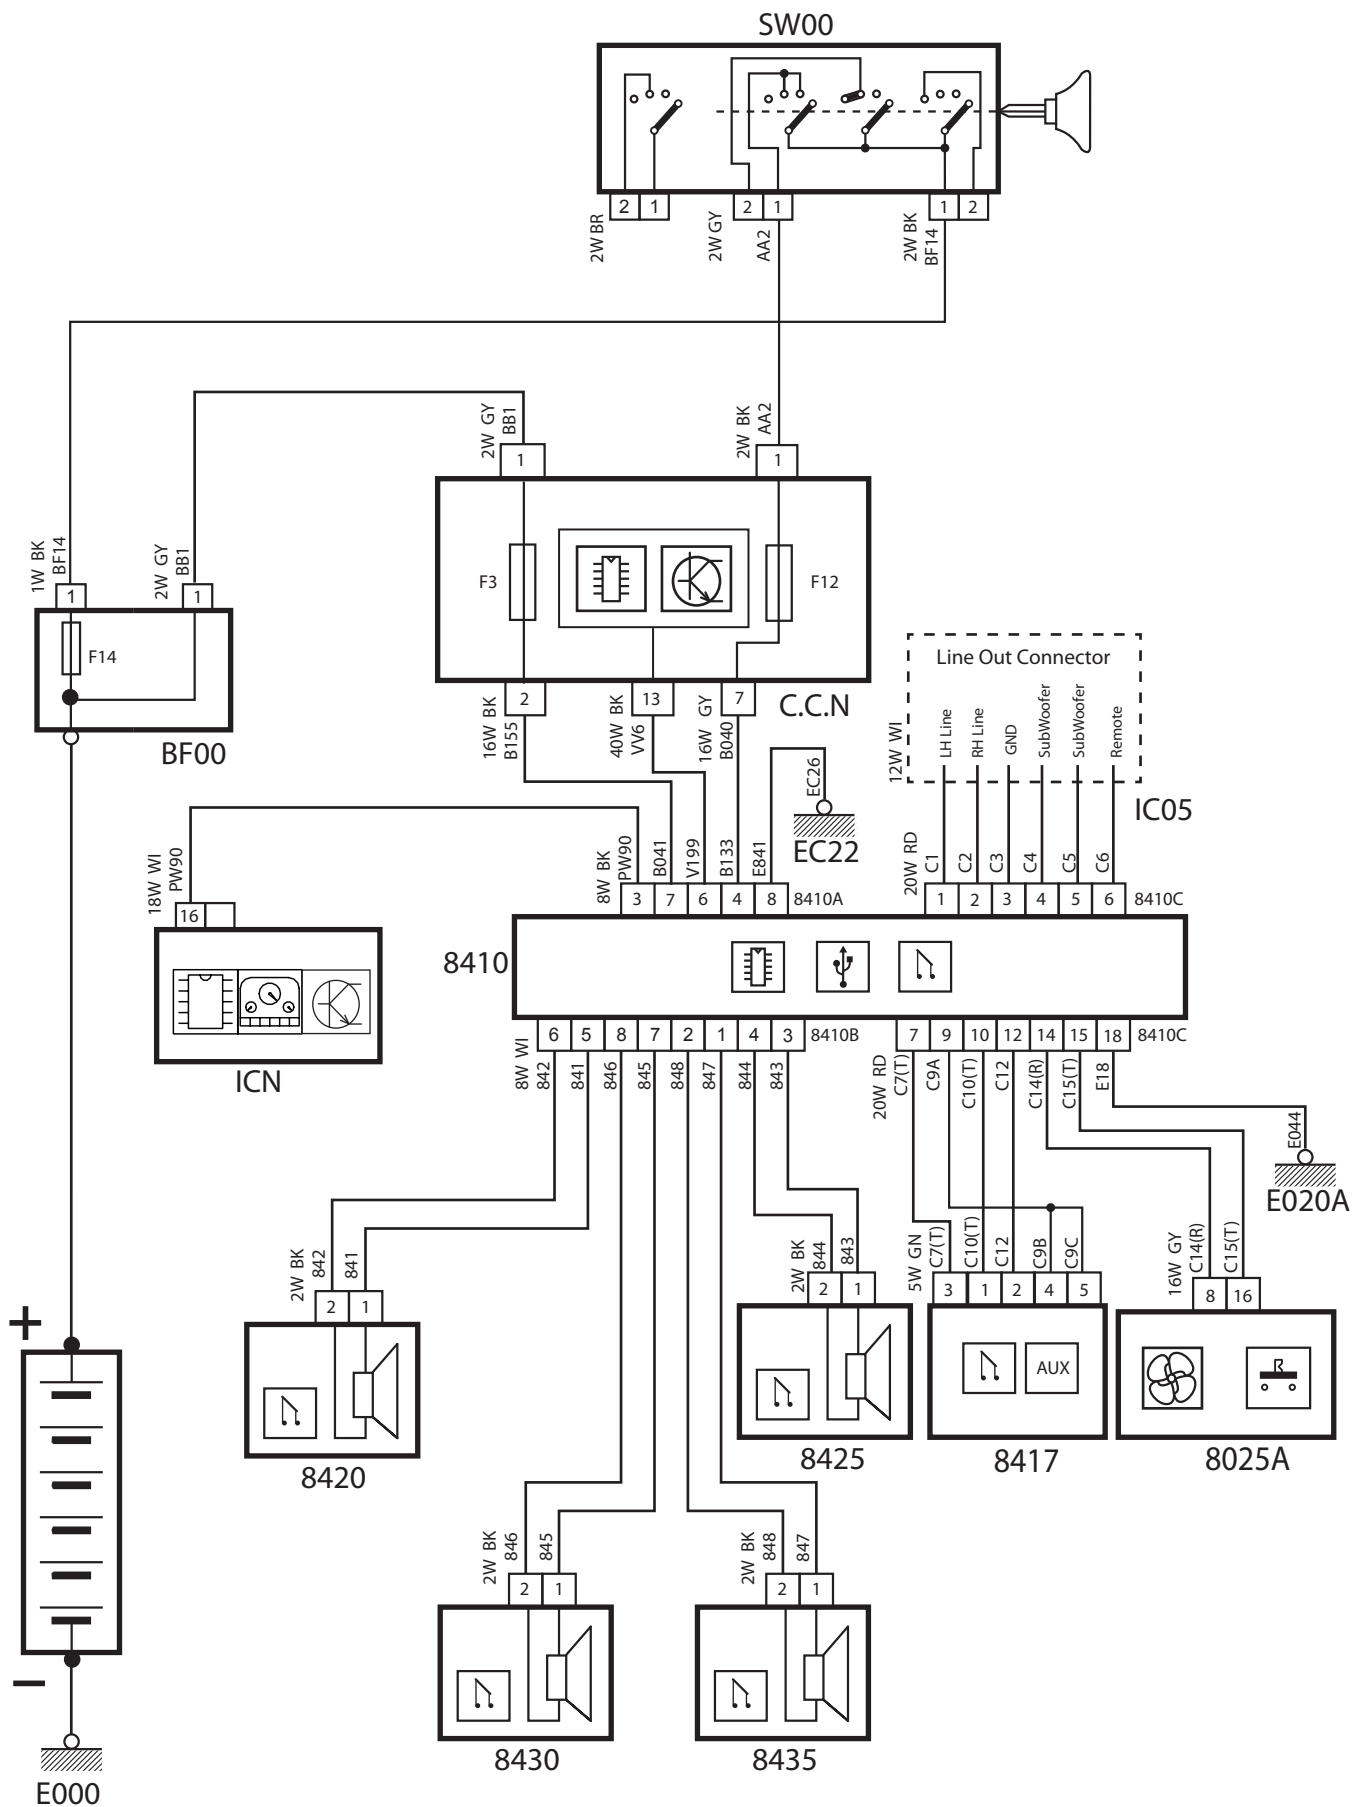 SW00
2 1 2 1 1 2
2W BR
2W GY
AA2
2W BK
BF14
2W GY
BB1
2W BK
AA2
1 1
1W BK
BF14
2W GY
BB1
1 1
F14
BF00
F3
F12
2 13 7
C.C.N
16W BK
B155
40W BK
VV6
16W GY
B040
Line Out Connector
LH Line
RH Line
GND
SubWoofer
SubWoofer
Remote
12W WI
IC05
EC26
EC22
18W WI
PW90
16
ICN
8W BK
PW90
B041
V199
B133
E841
3 7 6 4 8 8410A
20W RD
C1
C2
C3
C4
C5
C6
1 2 3 4 5 6 8410C
8410
6 5 8 7 2 1 4 3 8410B
7 9 10 12 14 15 18 8410C
8W WI
842
841
846
845
848
847
844
843
20W RD
C7(T)
C9A
C10(T)
C12
C14(R)
C15(T)
E18
E044
E020A
2W BK
842
841
2 1
8420
2W BK
844
843
2 1
8425
5W GN
C7(T)
C10(T)
C12
C9B
C9C
3 1 2 4 5
AUX
8417
16W GY
C14(R)
C15(T)
8 16
8025A
2W BK
846
845
2 1
8430
2W BK
848
847
2 1
8435
+
−
E000